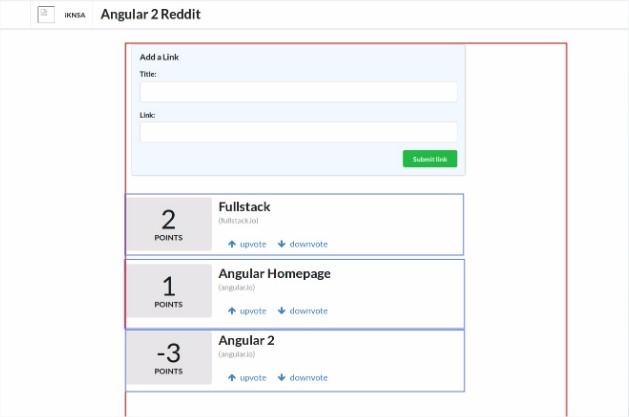 iKNSA
Angular 2 Reddit
Add a Link
Title:
Link:
Submit link
2
POINTS
Fullstack
(fullstack.io)
upvote downvote
1
POINTS
Angular Homepage
(angular.io)
upvote downvote
-3
POINTS
Angular 2
(angular.io)
upvote downvote